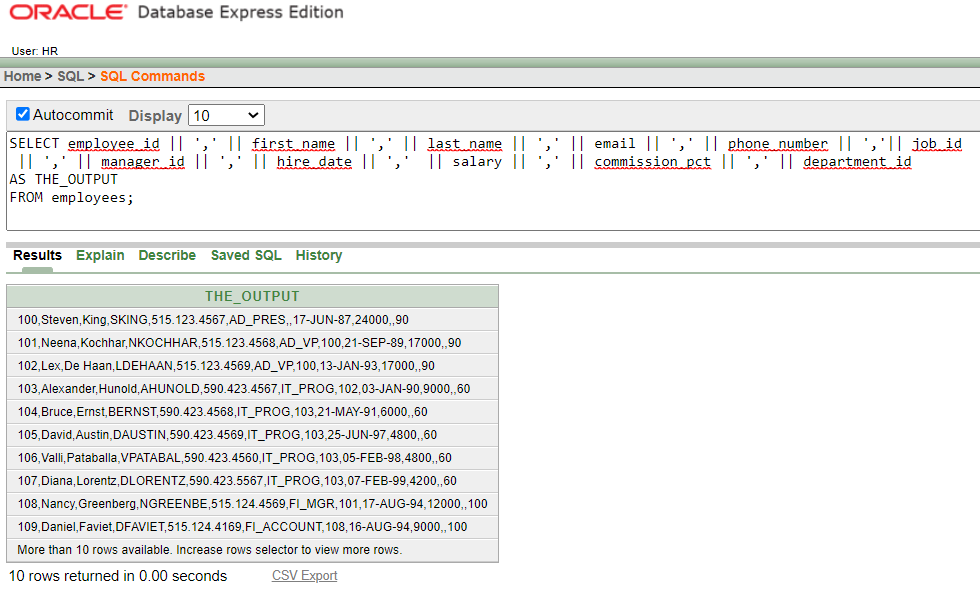 ORACLE® Database Express Edition
User: HR
Home > SQL > SQL Commands
Autocommit Display 10
SELECT employee_id || ',' || first_name || ',' || last_name || ',' || email || ',' || phone_number || ','|| job_id
|| ',' || manager_id || ',' || hire_date || ',' || salary || ',' || commission_pct || ',' || department_id
AS THE_OUTPUT
FROM employees;
Results Explain Describe Saved SQL History
THE_OUTPUT
100,Steven,King,SKING,515.123.4567,AD_PRES,,17-JUN-87,24000,,90
101,Neena,Kochhar,NKOCHHAR,515.123.4568,AD_VP,100,21-SEP-89,17000,,90
102,Lex,De Haan,LDEHAAN,515.123.4569,AD_VP,100,13-JAN-93,17000,,90
103,Alexander,Hunold,AHUNOLD,590.423.4567,IT_PROG,102,03-JAN-90,9000,,60
104,Bruce,Ernst,BERNST,590.423.4568,IT_PROG,103,21-MAY-91,6000,,60
105,David,Austin,DAUSTIN,590.423.4569,IT_PROG,103,25-JUN-97,4800,,60
106,Valli,Pataballa,VPATABAL,590.423.4560,IT_PROG,103,05-FEB-98,4800,,60
107,Diana,Lorentz,DLORENTZ,590.423.5567,IT_PROG,103,07-FEB-99,4200,,60
108,Nancy,Greenberg,NGREENBE,515.124.4569,FI_MGR,101,17-AUG-94,12000,,100
109,Daniel,Faviet,DFAVIET,515.124.4169,FI_ACCOUNT,108,16-AUG-94,9000,,100
More than 10 rows available. Increase rows selector to view more rows.
10 rows returned in 0.00 seconds CSV Export